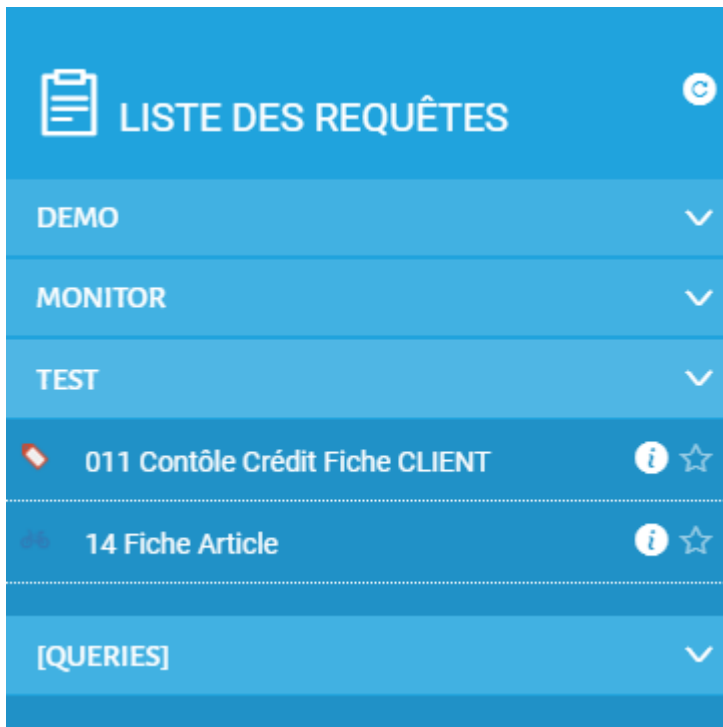 LISTE DES REQUÊTES
DEMO
MONITOR
TEST
011 Contôle Crédit Fiche CLIENT
14 Fiche Article
[QUERIES]